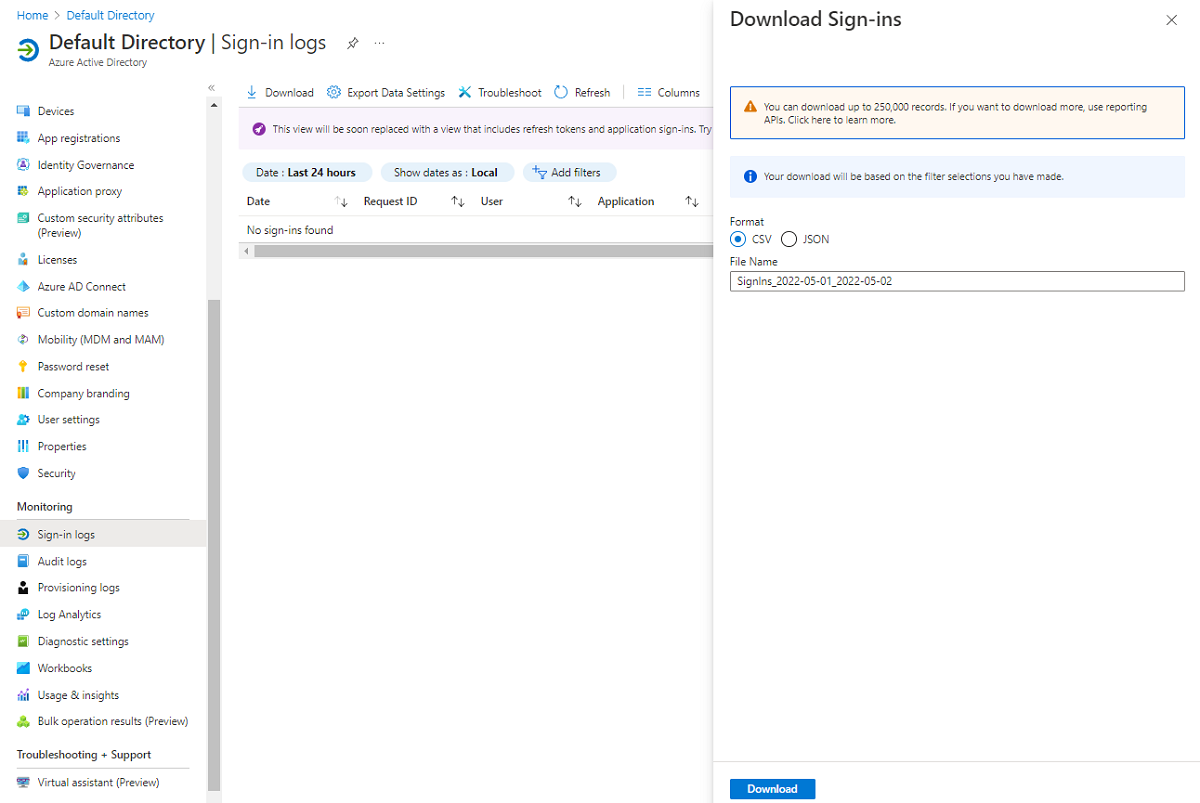 Home > Default Directory
Default Directory | Sign-in logs
Azure Active Directory
Devices
App registrations
Identity Governance
Application proxy
Custom security attributes
(Preview)
Licenses
Azure AD Connect
Custom domain names
Mobility (MDM and MAM)
Password reset
Company branding
User settings
Properties
Security
Monitoring
Sign-in logs
Audit logs
Provisioning logs
Log Analytics
Diagnostic settings
Workbooks
Usage & insights
Bulk operation results (Preview)
Troubleshooting + Support
Virtual assistant (Preview)
Download Export Data Settings Troubleshoot Refresh Columns
This view will be soon replaced with a view that includes refresh tokens and application sign-ins. Try
Date : Last 24 hours Show dates as : Local Add filters
Date Request ID User Application
No sign-ins found
Download Sign-ins
You can download up to 250,000 records. If you want to download more, use reporting
APIs. Click here to learn more.
Your download will be based on the filter selections you have made.
Format
CSV JSON
File Name
SignIns_2022-05-01_2022-05-02
Download